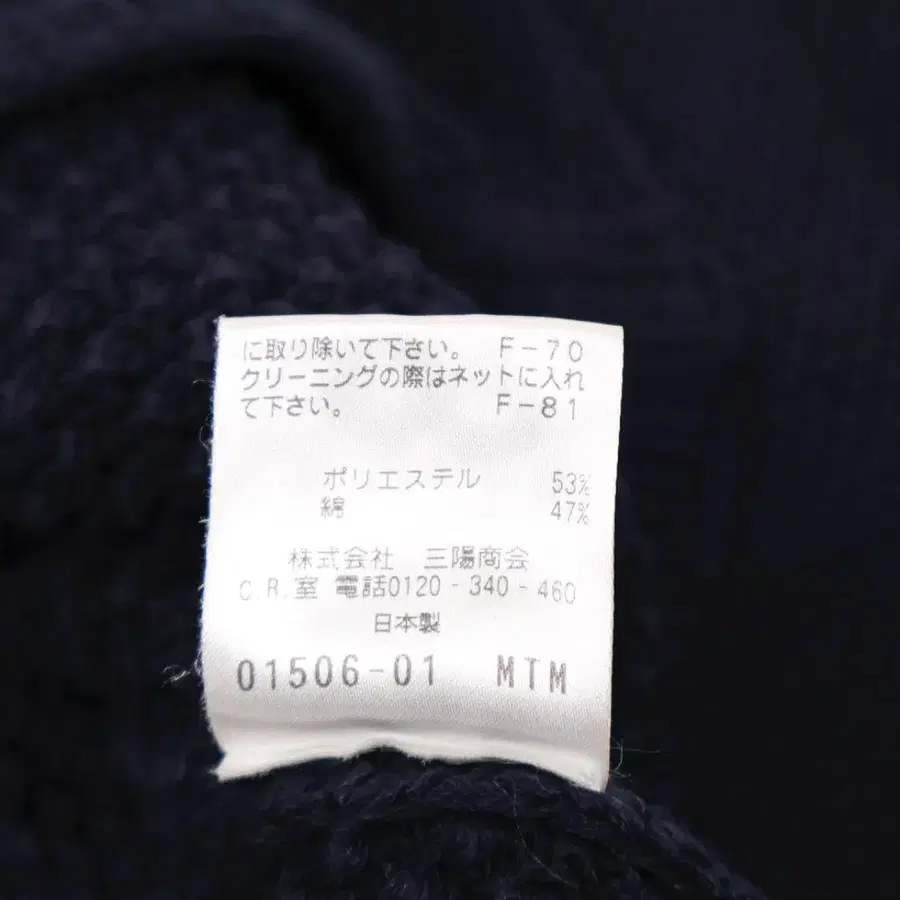 に取り除いて下さい。 F-70
クリーニングの際はネットに入れ
て下さい。 F-81
ポリエステル 53%
綿 47%
株式会社 三陽商会
C.R.室 電話0120-340-460
日本製
01506-01 MTM